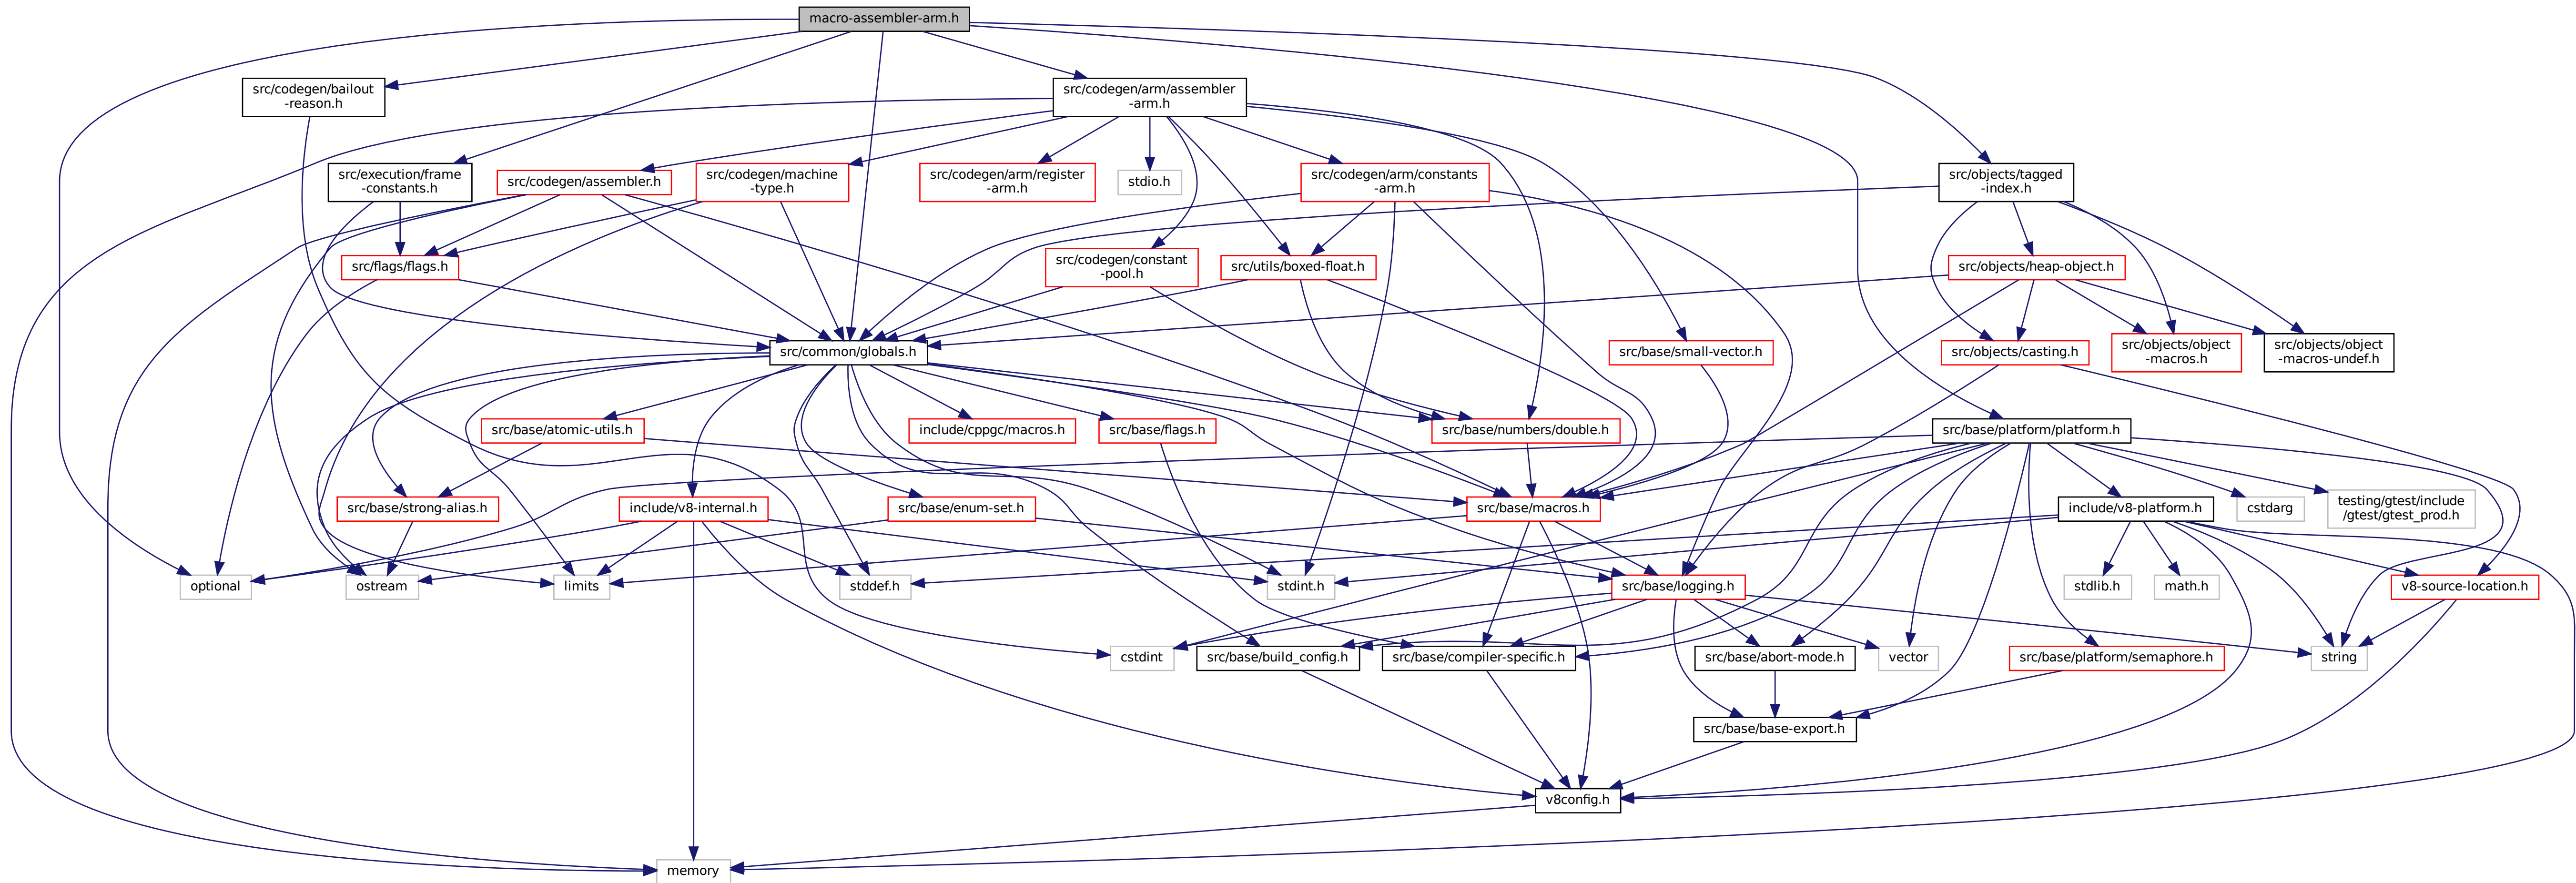 macro-assembler-arm.h
src/codegen/bailout
-reason.h
src/codegen/arm/assembler
-arm.h
src/execution/frame
-constants.h
src/codegen/assembler.h
src/codegen/machine
-type.h
src/codegen/arm/register
-arm.h
stdio.h
src/codegen/arm/constants
-arm.h
src/objects/tagged
-index.h
src/flags/flags.h
src/codegen/constant
-pool.h
src/utils/boxed-float.h
src/objects/heap-object.h
src/common/globals.h
src/base/small-vector.h
src/objects/casting.h
src/objects/object
-macros.h
src/objects/object
-macros-undef.h
src/base/atomic-utils.h
include/cppgc/macros.h
src/base/flags.h
src/base/numbers/double.h
src/base/platform/platform.h
src/base/strong-alias.h
include/v8-internal.h
src/base/enum-set.h
src/base/macros.h
include/v8-platform.h
cstdarg
testing/gtest/include
/gtest/gtest_prod.h
optional
ostream
limits
stddef.h
stdint.h
src/base/logging.h
stdlib.h
math.h
v8-source-location.h
cstdint
src/base/build_config.h
src/base/compiler-specific.h
src/base/abort-mode.h
vector
src/base/platform/semaphore.h
string
src/base/base-export.h
v8config.h
memory